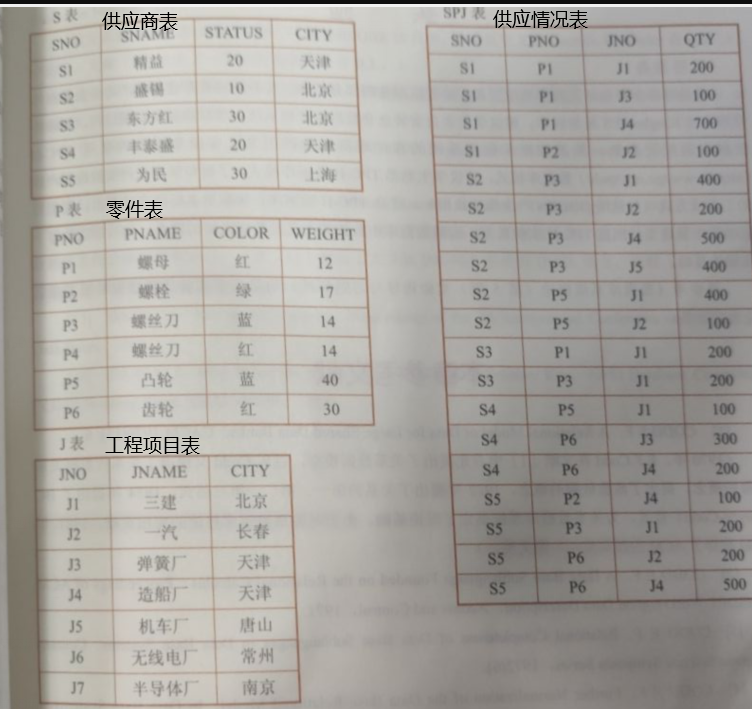 S 表 供应商表
SNO SNAME STATUS CITY
S1 精益 20 天津
S2 盛锡 10 北京
S3 东方红 30 北京
S4 丰泰盛 20 天津
S5 为民 30 上海
P 表 零件表
PNO PNAME COLOR WEIGHT
P1 螺母 红 12
P2 螺栓 绿 17
P3 螺丝刀 蓝 14
P4 螺丝刀 红 14
P5 凸轮 蓝 40
P6 齿轮 红 30
J 表 工程项目表
JNO JNAME CITY
J1 三建 北京
J2 一汽 长春
J3 弹簧厂 天津
J4 造船厂 天津
J5 机车厂 唐山
J6 无线电厂 常州
J7 半导体厂 南京
SPJ 表 供应情况表
SNO PNO JNO QTY
S1 P1 J1 200
S1 P1 J3 100
S1 P1 J4 700
S1 P2 J2 100
S2 P3 J1 400
S2 P3 J2 200
S2 P3 J4 500
S2 P3 J5 400
S2 P5 J1 400
S2 P5 J2 100
S3 P1 J1 200
S3 P3 J1 200
S4 P5 J1 100
S4 P6 J3 300
S4 P6 J4 200
S5 P2 J4 100
S5 P3 J1 200
S5 P6 J2 200
S5 P6 J4 500